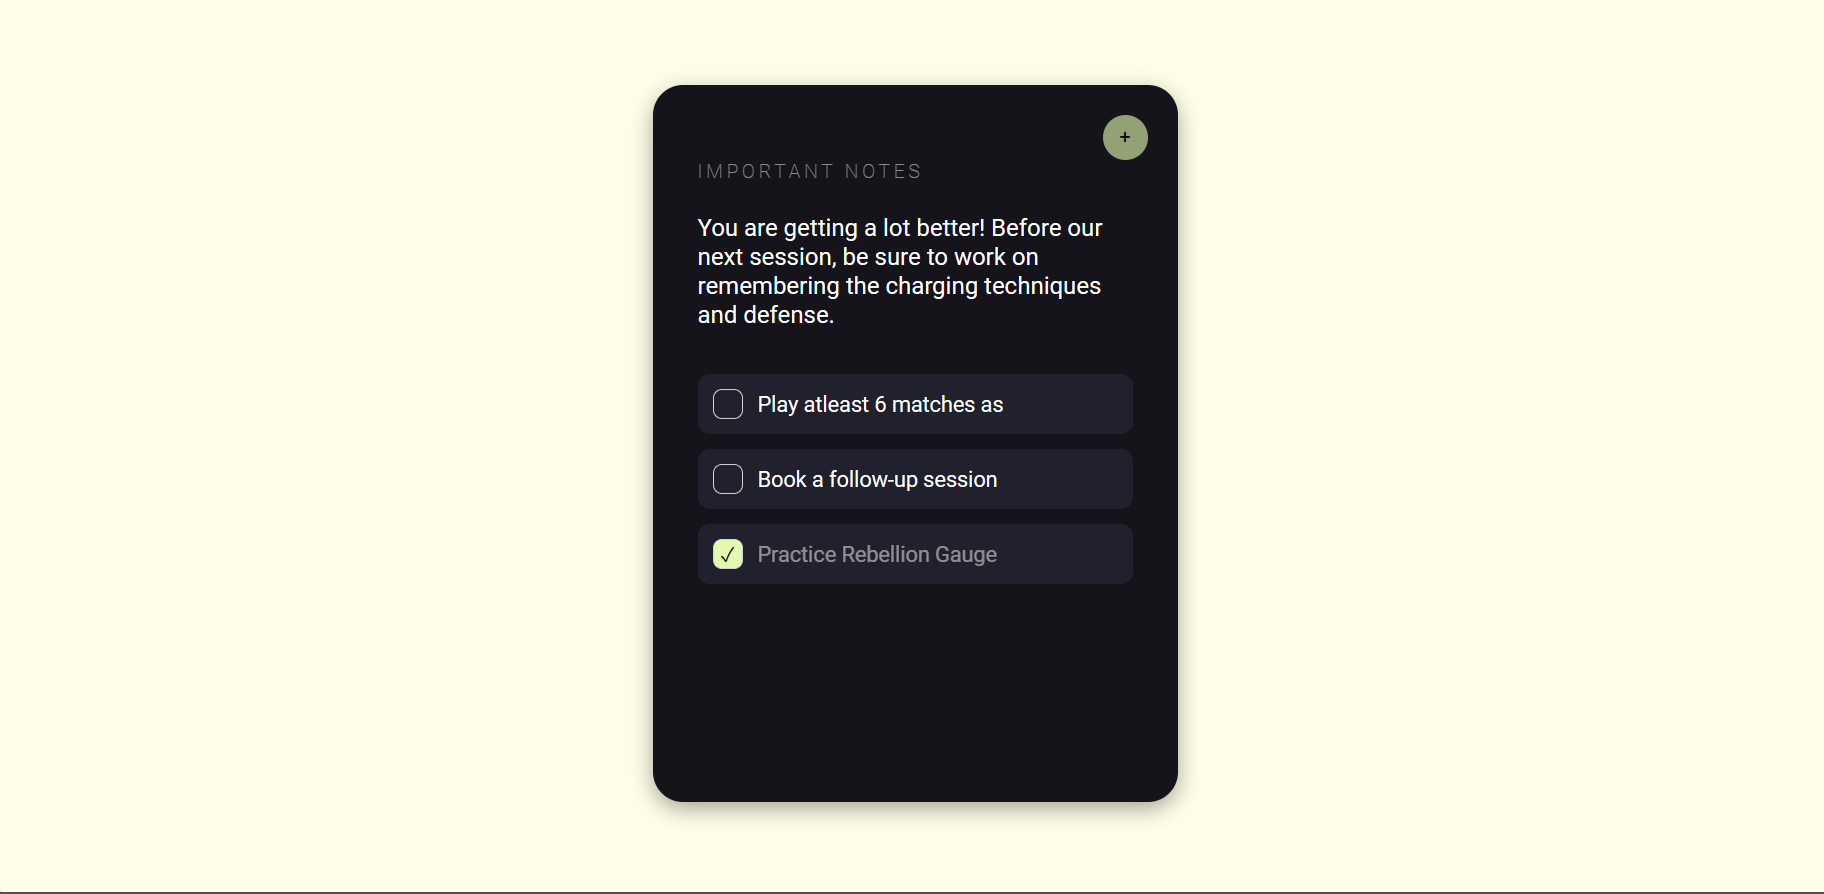 +
IMPORTANT NOTES
You are getting a lot better! Before our
next session, be sure to work on
remembering the charging techniques
and defense.
Play atleast 6 matches as
Book a follow-up session
✓ Practice Rebellion Gauge